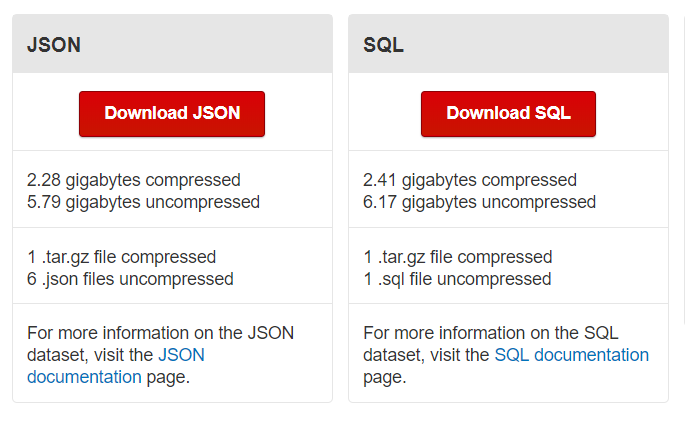 JSON
Download JSON
2.28 gigabytes compressed
5.79 gigabytes uncompressed
1 .tar.gz file compressed
6 .json files uncompressed
For more information on the JSON
dataset, visit the JSON
documentation page.
SQL
Download SQL
2.41 gigabytes compressed
6.17 gigabytes uncompressed
1 .tar.gz file compressed
1 .sql file uncompressed
For more information on the SQL
dataset, visit the SQL documentation
page.